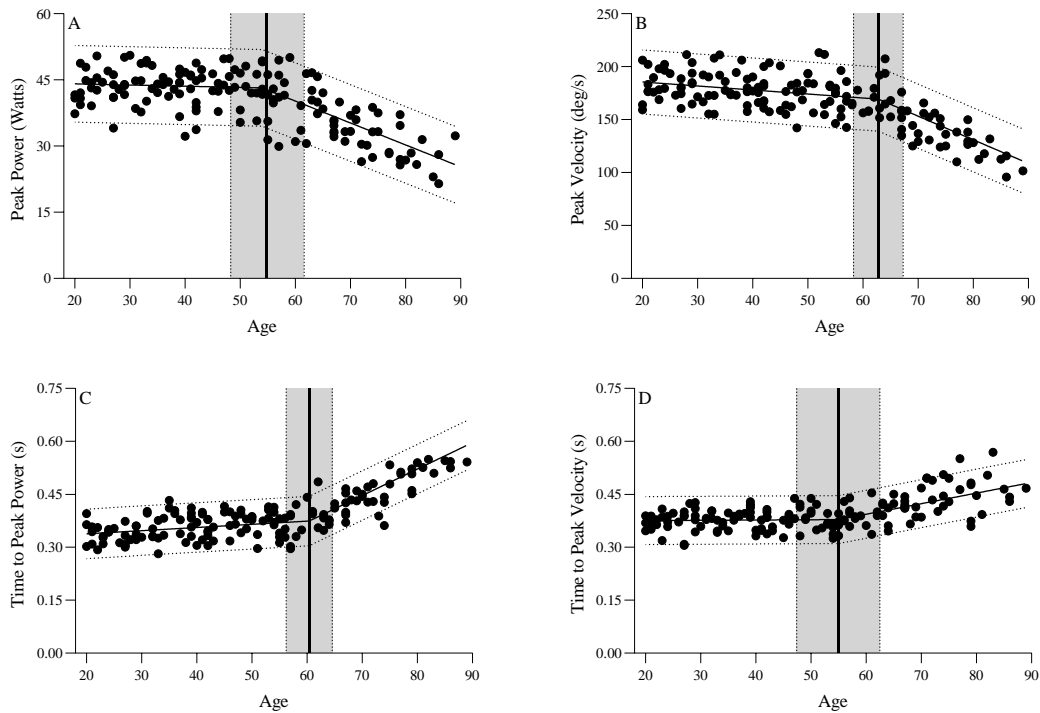 A
Peak Power (Watts)
60
45
30
15
0
20 30 40 50 60 70 80 90
Age
B
Peak Velocity (deg/s)
250
200
150
100
50
0
20 30 40 50 60 70 80 90
Age
C
Time to Peak Power (s)
0.75
0.60
0.45
0.30
0.15
0.00
20 30 40 50 60 70 80 90
Age
D
Time to Peak Velocity (s)
0.75
0.60
0.45
0.30
0.15
0.00
20 30 40 50 60 70 80 90
Age